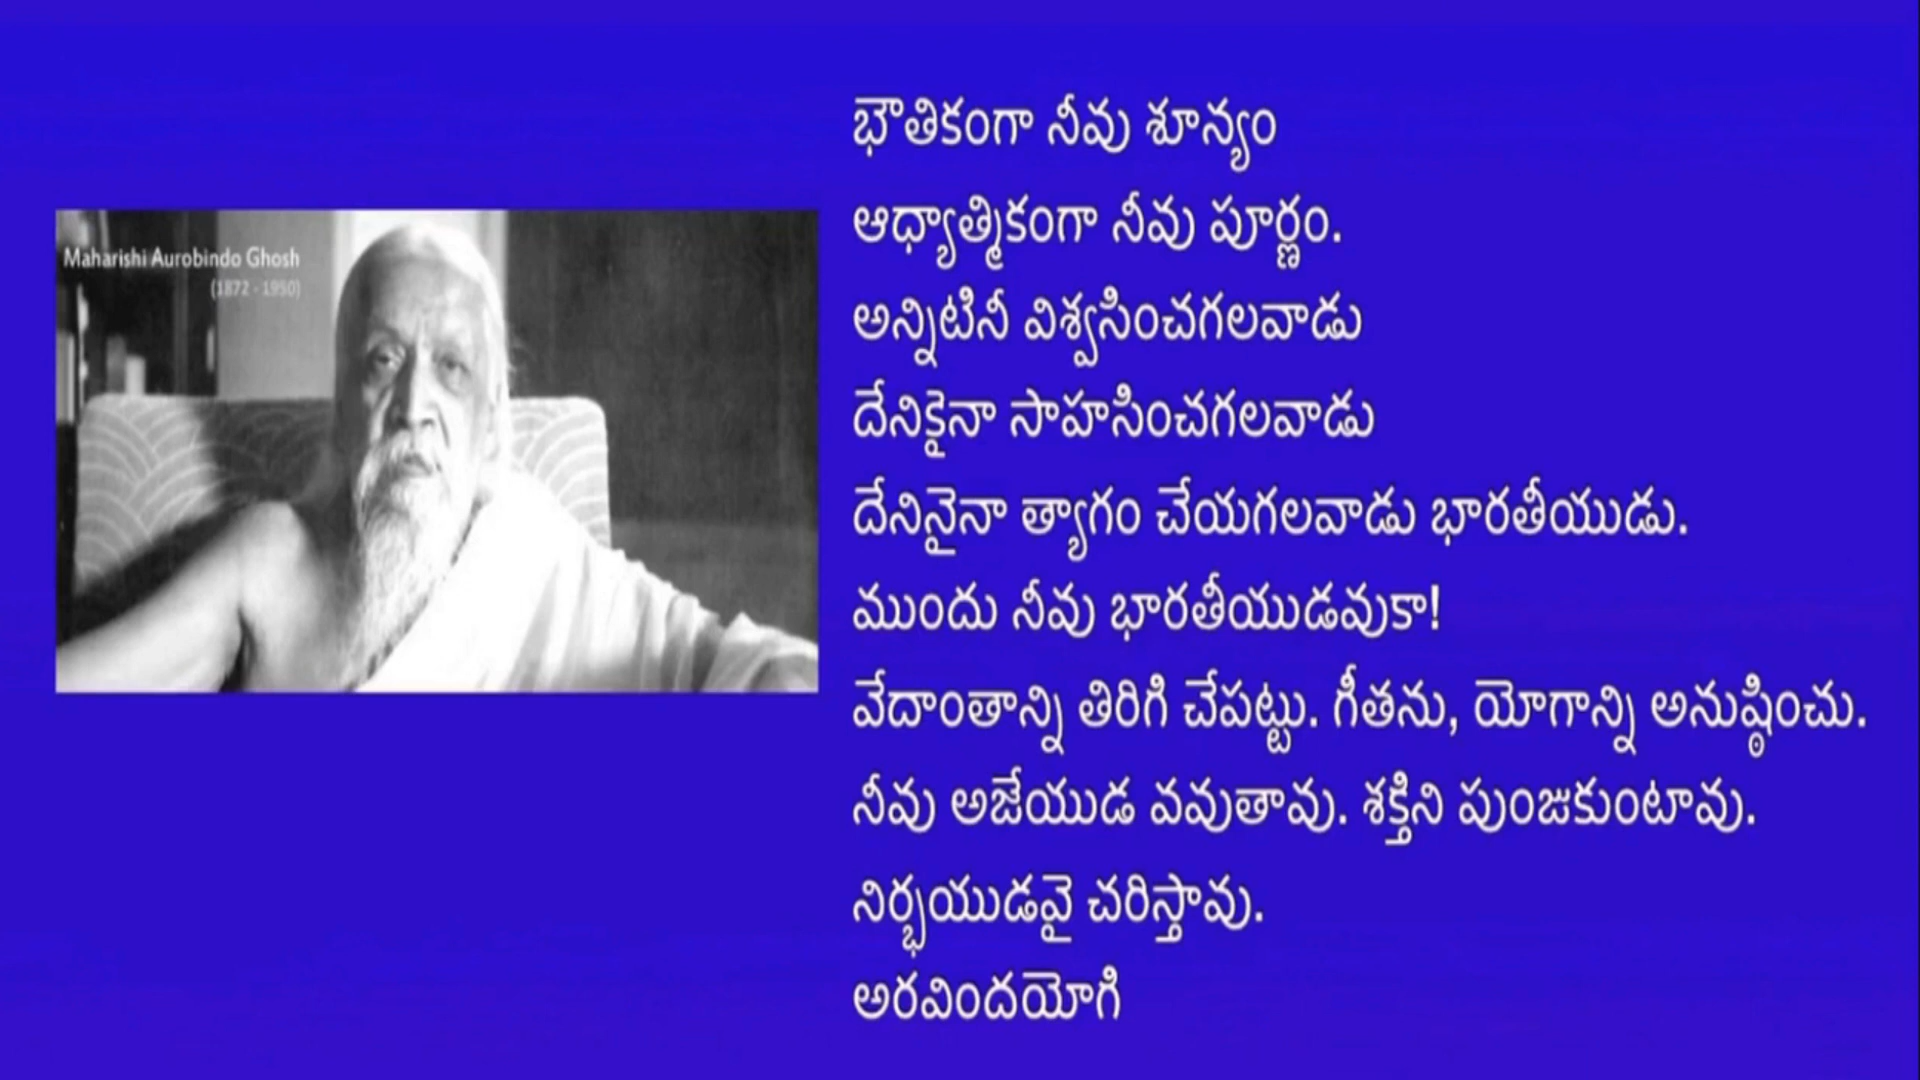 Maharishi Aurobindo Ghosh
(1872 - 1950)
భౌతికంగా నీవు శూన్యం
ఆధ్యాత్మికంగా నీవు పూర్ణం.
అన్నిటినీ విశ్వసించగలవాడు
దేనికైనా సాహసించగలవాడు
దేనినైనా త్యాగం చేయగలవాడు భారతీయుడు.
ముందు నీవు భారతీయుడవుకా!
వేదాంతాన్ని తిరిగి చేపట్టు. గీతను, యోగాన్ని అనుష్ఠించు.
నీవు అజేయుడ వవుతావు. శక్తిని పుంజకుంటావు.
నిర్భయుడవై చరిస్తావు.
అరవిందయోగి